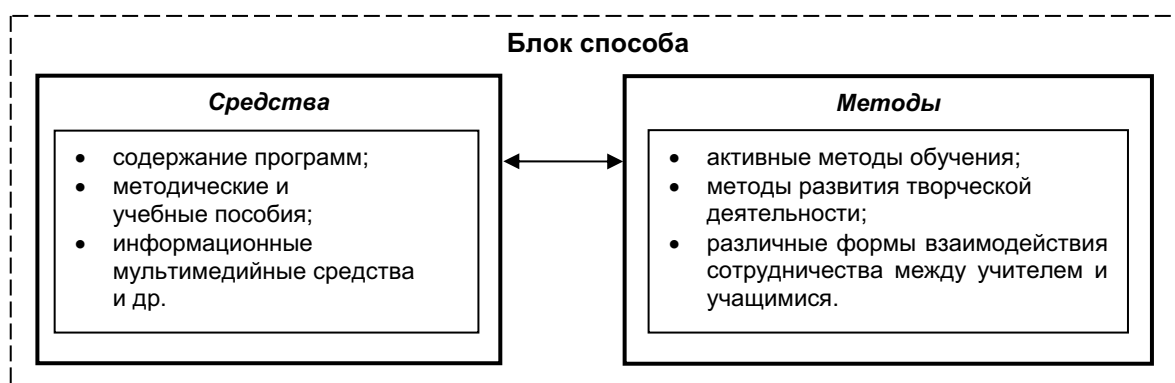 Блок способа
Средства
• содержание программ;
• методические и
учебные пособия;
• информационные
мультимедийные средства
и др.
Методы
• активные методы обучения;
• методы развития творческой
деятельности;
• различные формы взаимодействия
сотрудничества между учителем и
учащимися.